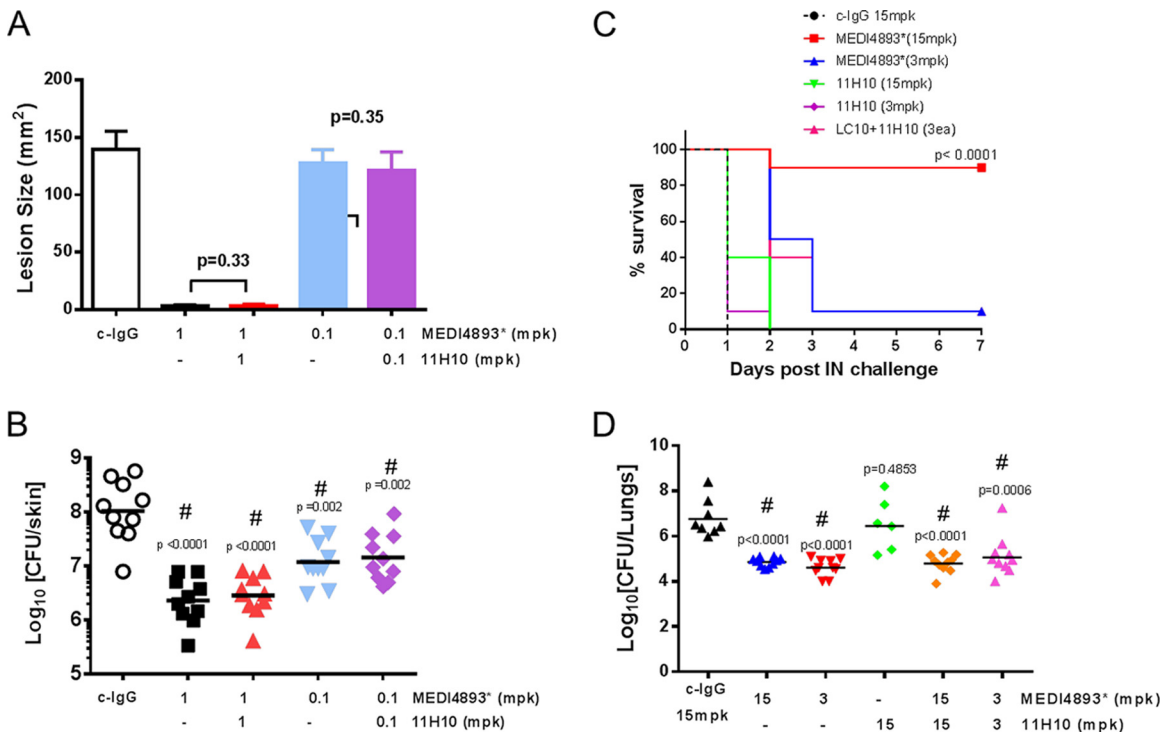 A
Lesion Size (mm²)
200
150
100
50
0
p=0.33
p=0.35
c-IgG 1 1 0.1 0.1 MEDI4893* (mpk)
- 1 - 0.1 11H10 (mpk)
B
Log₁₀ [CFU/skin]
9
8
7
6
5
#
p <0.0001
#
p <0.0001
#
p =0.002
#
p =0.002
c-IgG 1 1 0.1 0.1 MEDI4893* (mpk)
- 1 - 0.1 11H10 (mpk)
C
c-IgG 15mpk
MEDI4893*(15mpk)
MEDI4893*(3mpk)
11H10 (15mpk)
11H10 (3mpk)
LC10+11H10 (3ea)
% survival
100
80
60
40
20
0
p< 0.0001
0 1 2 3 4 5 6 7
Days post IN challenge
D
Log₁₀[CFU/Lungs]
10
8
6
4
2
0
#
p<0.0001
#
p<0.0001
p=0.4853
#
p<0.0001
#
p=0.0006
c-IgG
15mpk
15 3 - 15 3 MEDI4893* (mpk)
- - 15 15 3 11H10 (mpk)